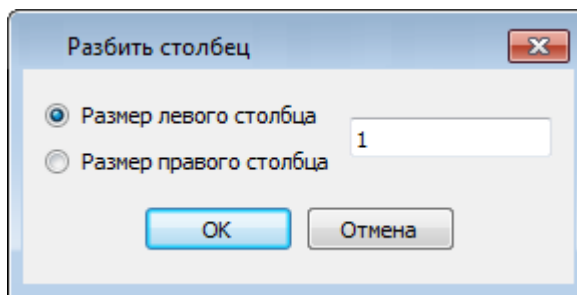 Разбить столбец
Размер левого столбца
1
Размер правого столбца
OK
Отмена